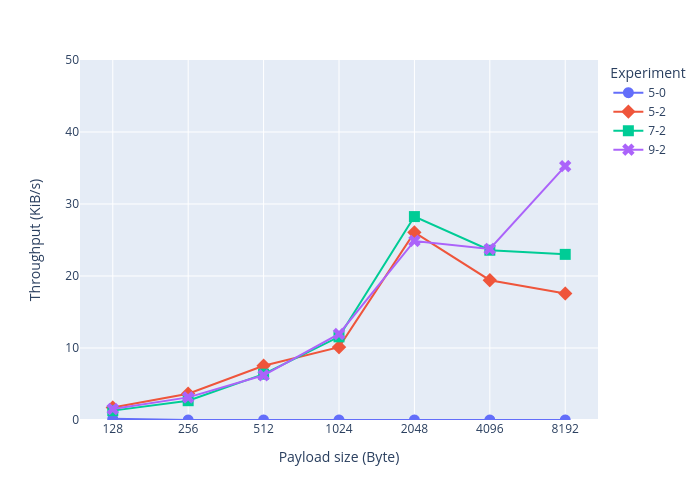 Experiment
5-0
5-2
7-2
9-2
50
40
30
20
10
0
Throughput (KiB/s)
128 256 512 1024 2048 4096 8192
Payload size (Byte)